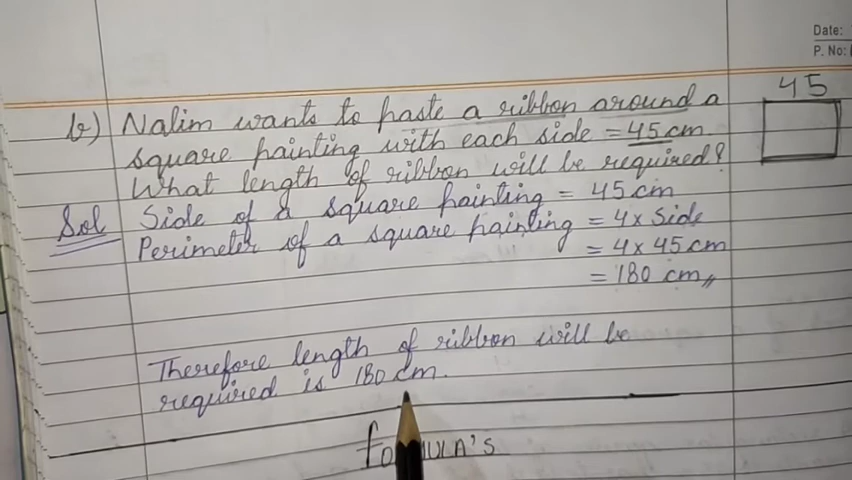 Date:
P. No:
45
b) Nalim wants to paste a ribbon around a
square painting with each side = 45 cm.
What length of ribbon will be required?
Sol Side of a square painting = 45 cm
Perimeter of a square painting = 4 x Side
= 4 x 45 cm
= 180 cm,,
Therefore length of ribbon will be
required is 180 cm.